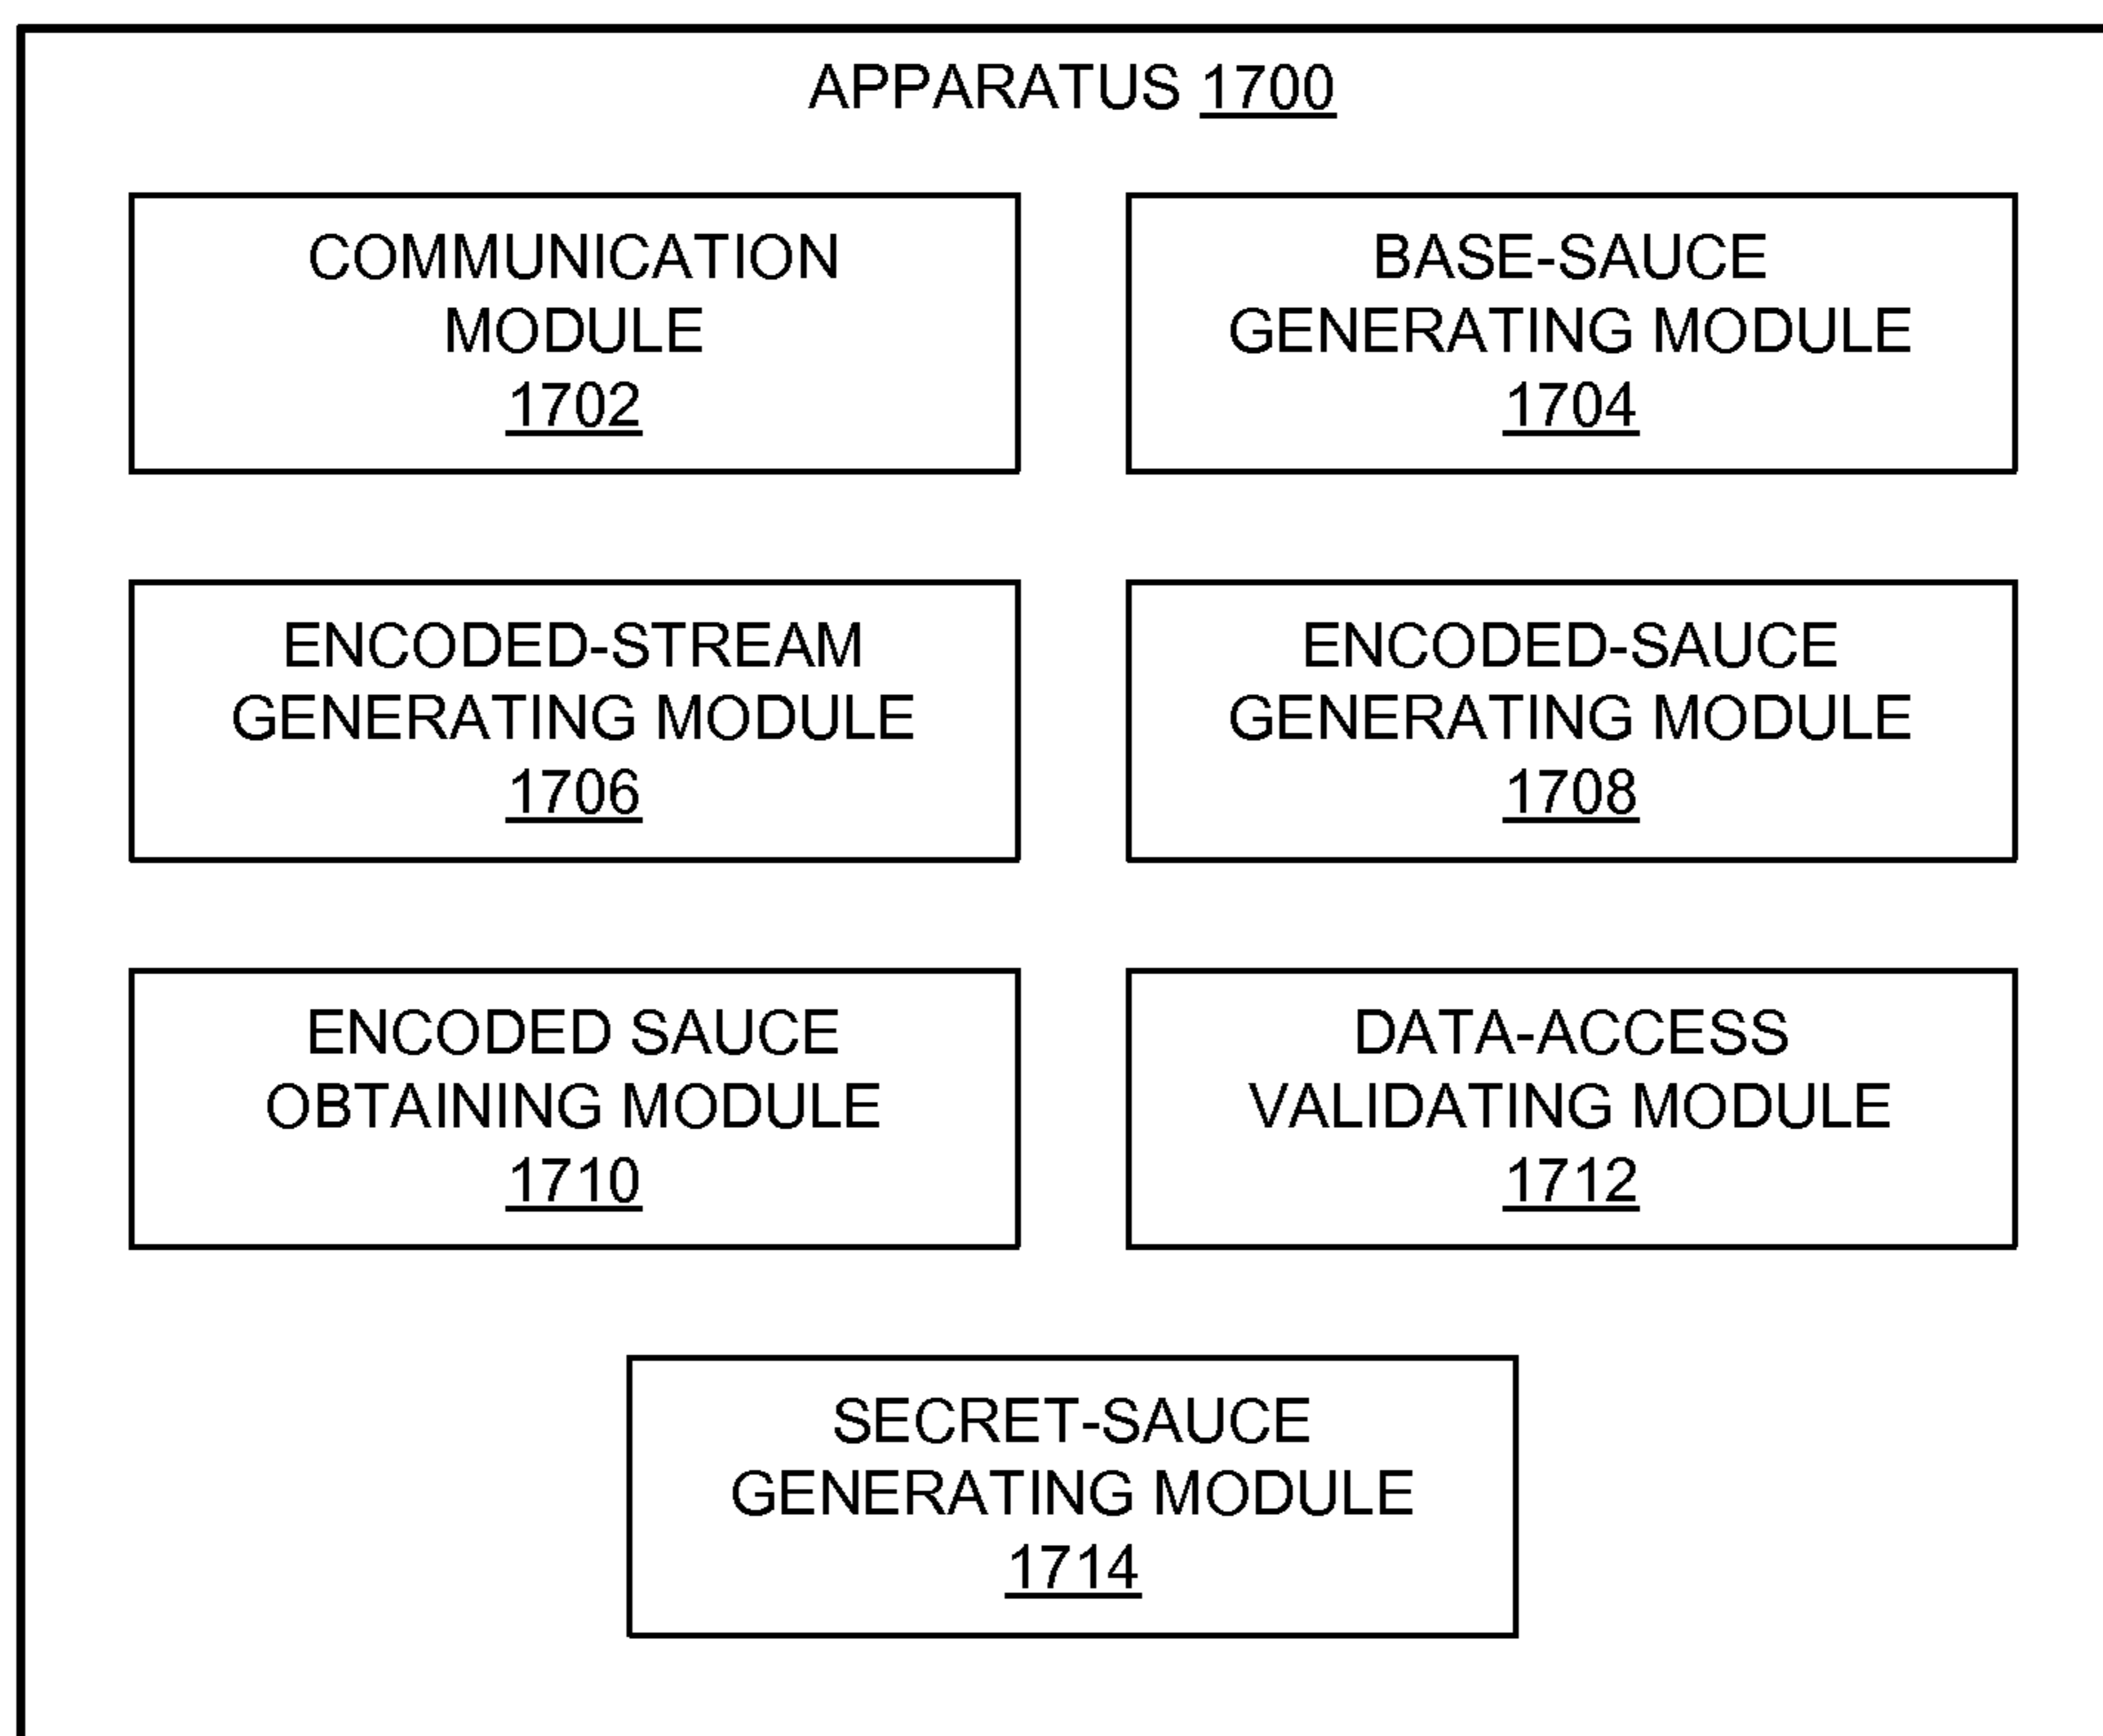 APPARATUS 1700
COMMUNICATION
MODULE
1702
BASE-SAUCE
GENERATING MODULE
1704
ENCODED-STREAM
GENERATING MODULE
1706
ENCODED-SAUCE
GENERATING MODULE
1708
ENCODED SAUCE
OBTAINING MODULE
1710
DATA-ACCESS
VALIDATING MODULE
1712
SECRET-SAUCE
GENERATING MODULE
1714